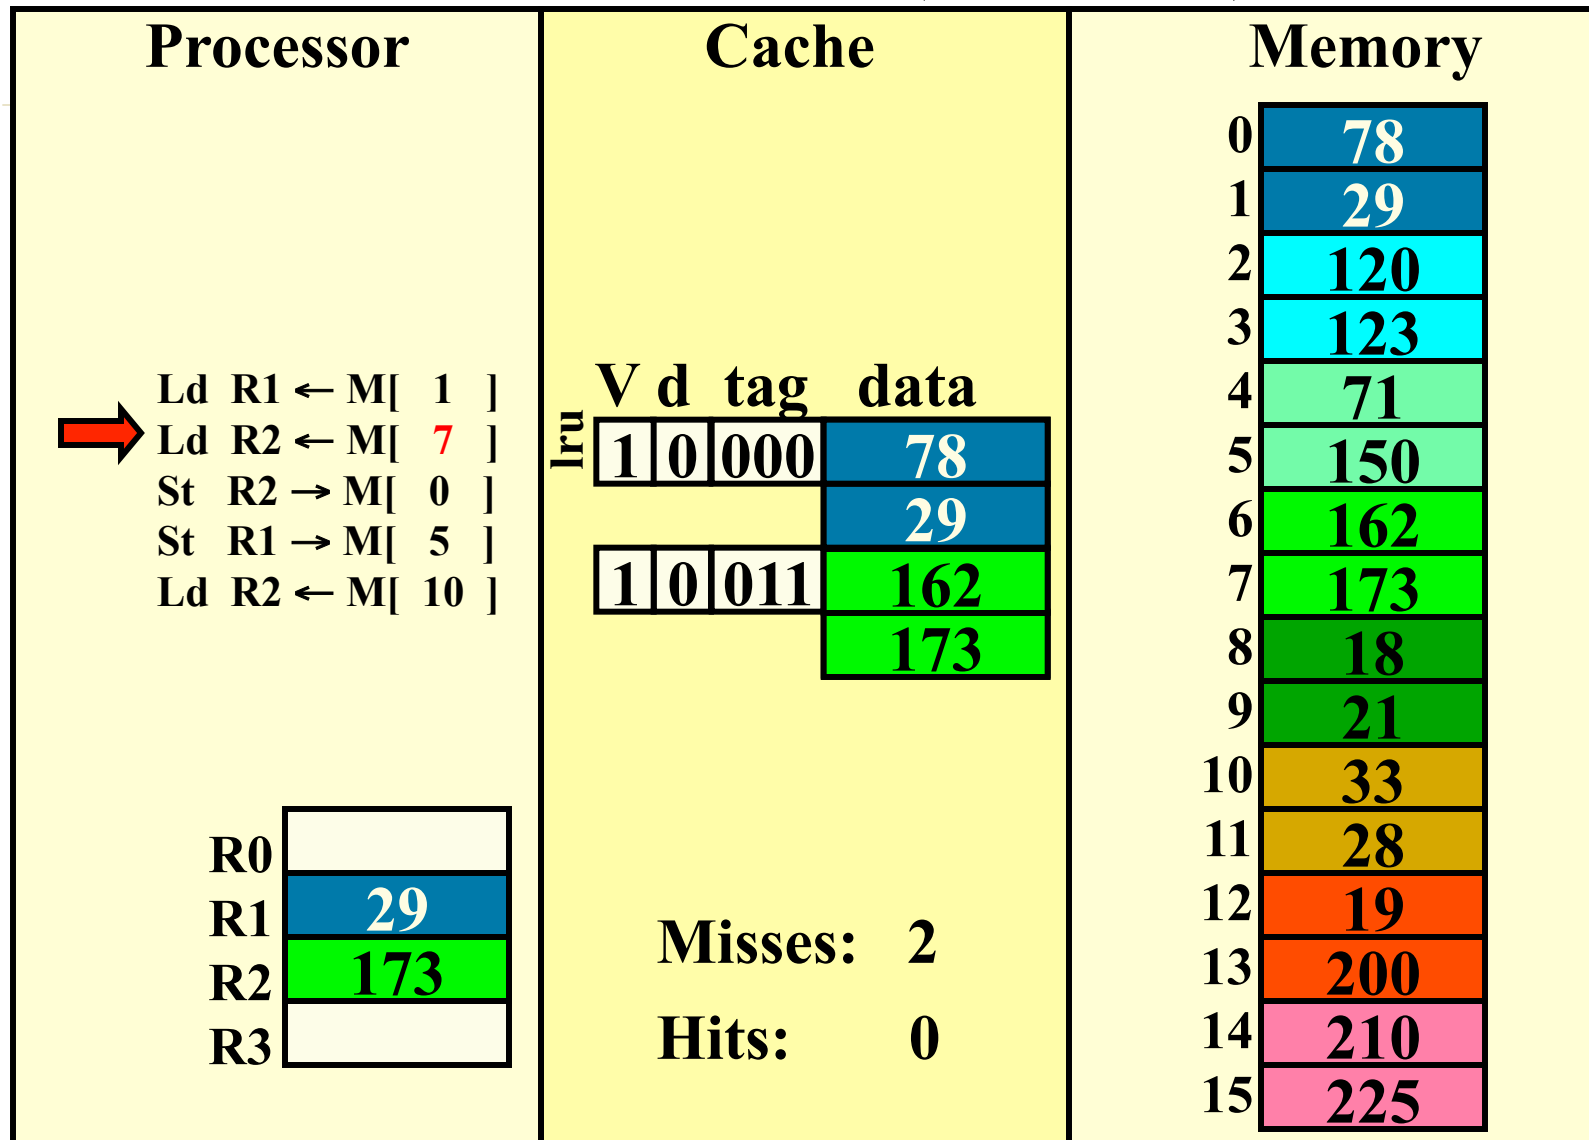 Processor
Ld R1 ← M[ 1 ]
Ld R2 ← M[ 7 ]
St R2 → M[ 0 ]
St R1 → M[ 5 ]
Ld R2 ← M[ 10 ]
R0
R1 29
R2 173
R3
Cache
V d tag data
lru
1 0 000 78
29
1 0 011 162
173
Misses: 2
Hits: 0
Memory
0 78
1 29
2 120
3 123
4 71
5 150
6 162
7 173
8 18
9 21
10 33
11 28
12 19
13 200
14 210
15 225